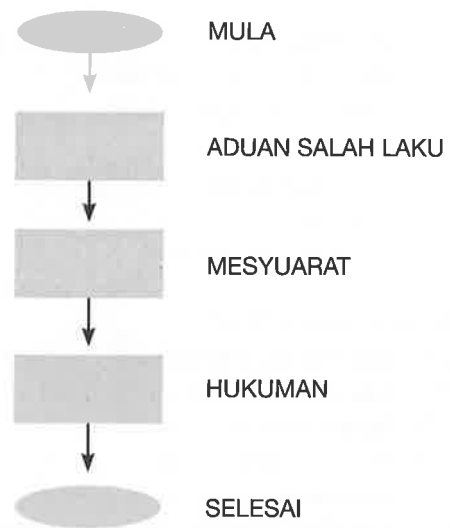 MULA
ADUAN SALAH LAKU
MESYUARAT
HUKUMAN
SELESAI